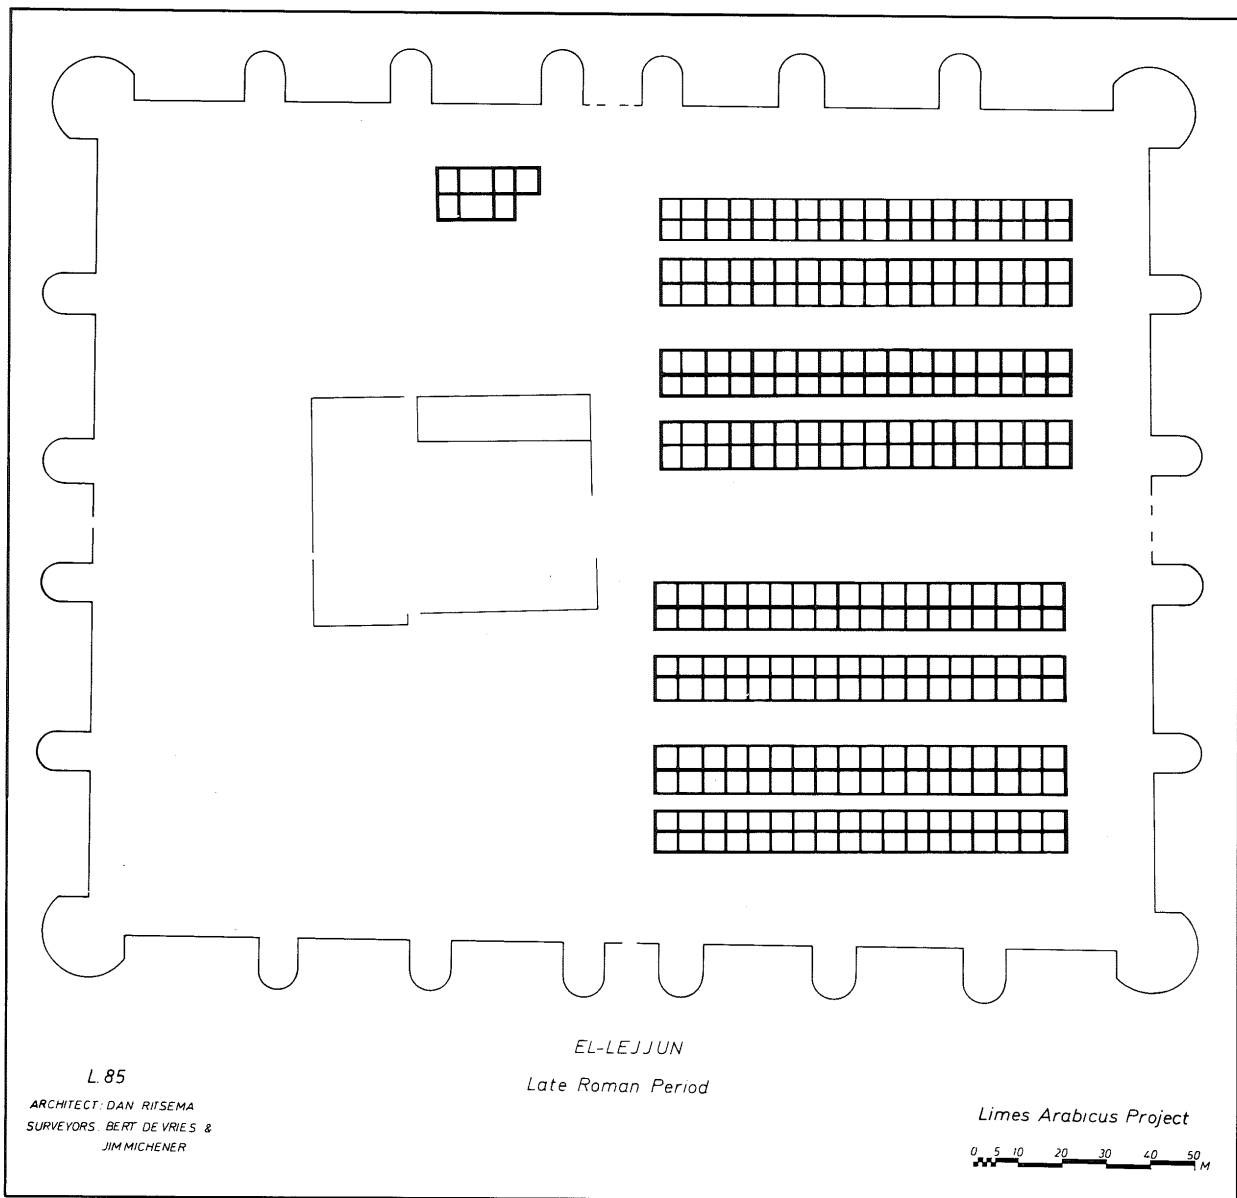 EL-LEJJUN
Late Roman Period
L.85
ARCHITECT: DAN RITSEMA
SURVEYORS. BERT DE VRIES &
JIM MICHENER
Limes Arabicus Project
0 5 10 20 30 40 50 M